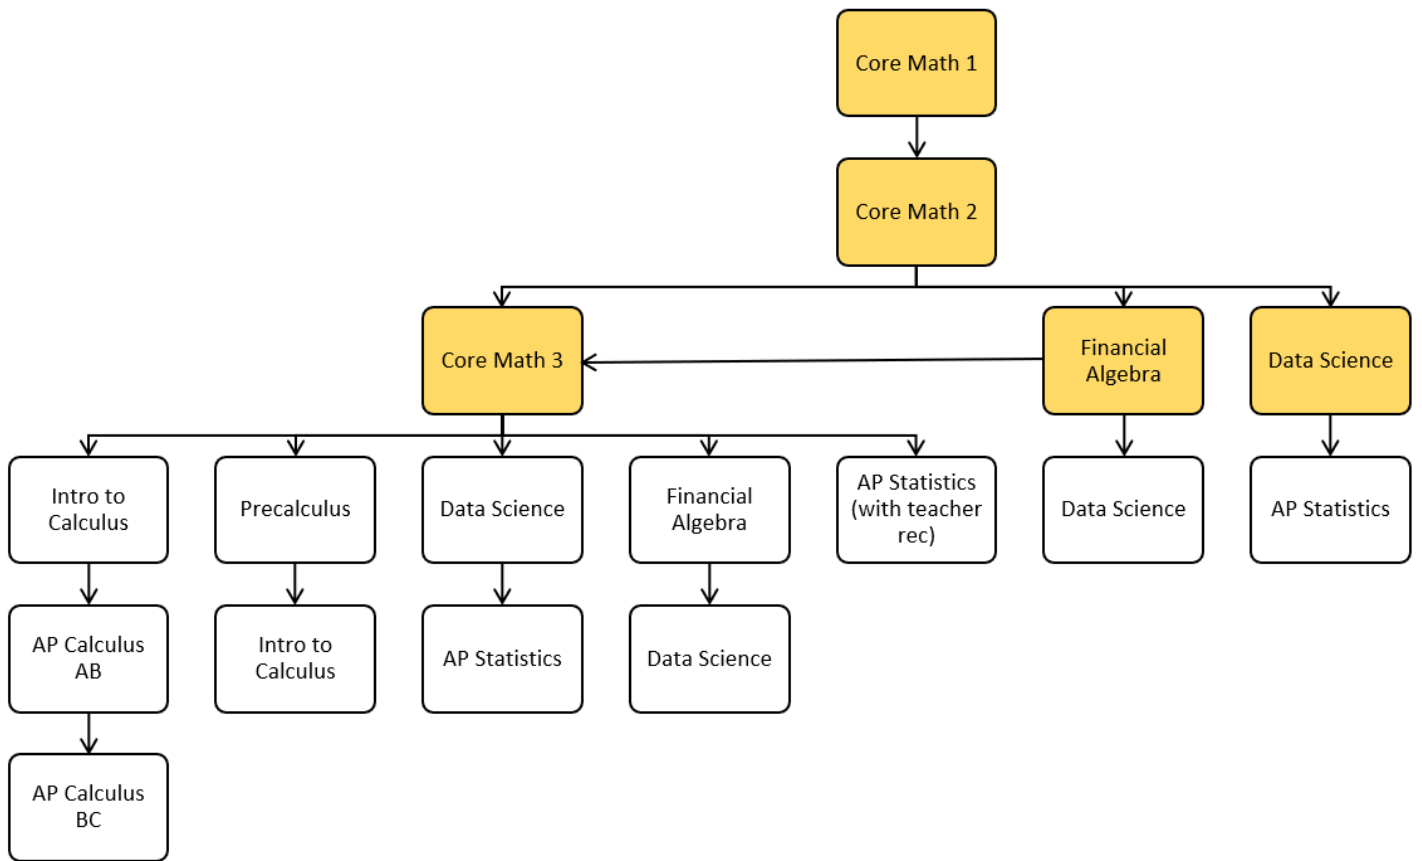 Core Math 1
Core Math 2
Core Math 3
Financial
Algebra
Data Science
Intro to
Calculus
Precalculus
Data Science
Financial
Algebra
AP Statistics
(with teacher
rec)
Data Science
AP Statistics
AP Calculus
AB
Intro to
Calculus
AP Statistics
Data Science
AP Calculus
BC